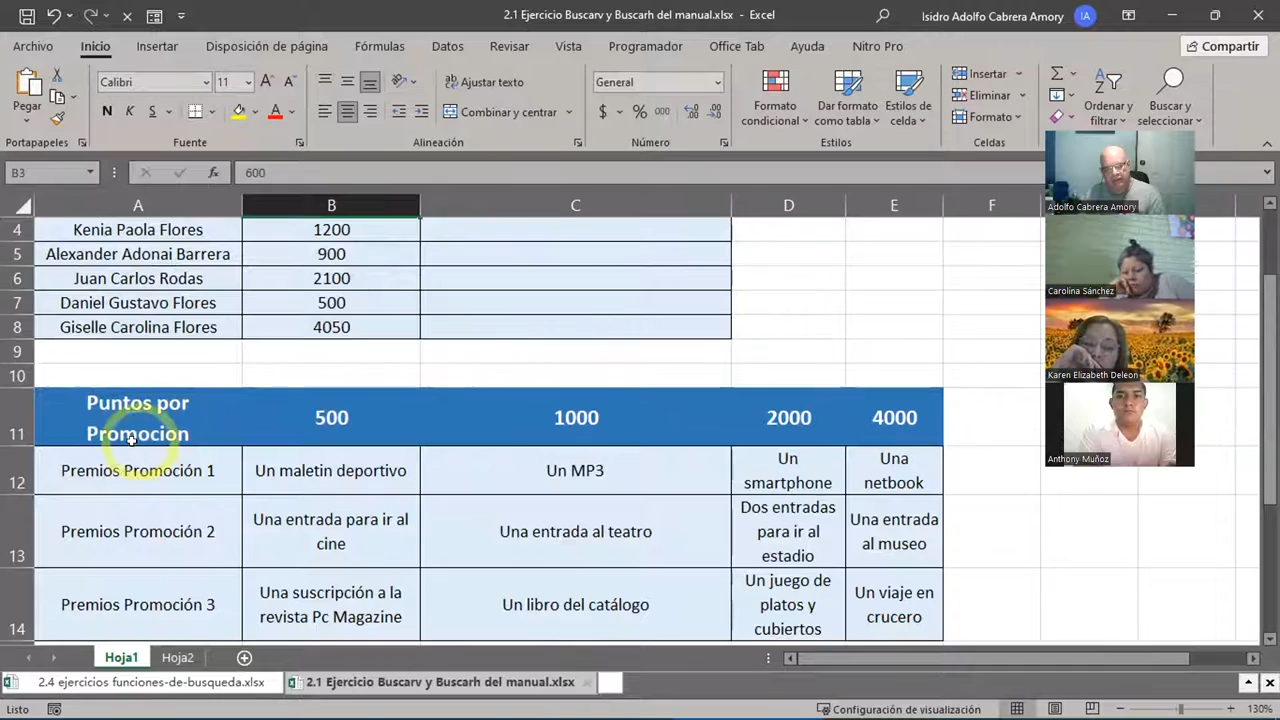 2.1 Ejercicio Buscarv y Buscarh del manual.xlsx - Excel
Isidro Adolfo Cabrera Amory
IA
Archivo Inicio Insertar Disposición de página Fórmulas Datos Revisar Vista Programador Office Tab Ayuda Nitro Pro Compartir
Pegar
Calibri 11
N K S
Ajustar texto
Combinar y centrar
General
$ % 000
Formato
condicional
Dar formato
como tabla
Estilos de
celda
Insertar
Eliminar
Formato
Ordenar y
filtrar
Buscar y
seleccionar
Portapapeles Fuente Alineación Número Estilos Celdas
B3 fx 600
A B C D E F
4 Kenia Paola Flores 1200
5 Alexander Adonai Barrera 900
6 Juan Carlos Rodas 2100
7 Daniel Gustavo Flores 500
8 Giselle Carolina Flores 4050
9
10
11 Puntos por
Promocion 500 1000 2000 4000
12 Premios Promoción 1 Un maletin deportivo Un MP3 Un
smartphone Una
netbook
13 Premios Promoción 2 Una entrada para ir al
cine Una entrada al teatro Dos entradas
para ir al
estadio Una entrada
al museo
14 Premios Promoción 3 Una suscripción a la
revista Pc Magazine Un libro del catálogo Un juego de
platos y
cubiertos Un viaje en
crucero
Adolfo Cabrera Amory
Carolina Sánchez
Karen Elizabeth Deleon
Anthony Muñoz
Hoja1 Hoja2
2.4 ejercicios funciones-de-busqueda.xlsx 2.1 Ejercicio Buscarv y Buscarh del manual.xlsx
Listo Configuración de visualización 130%